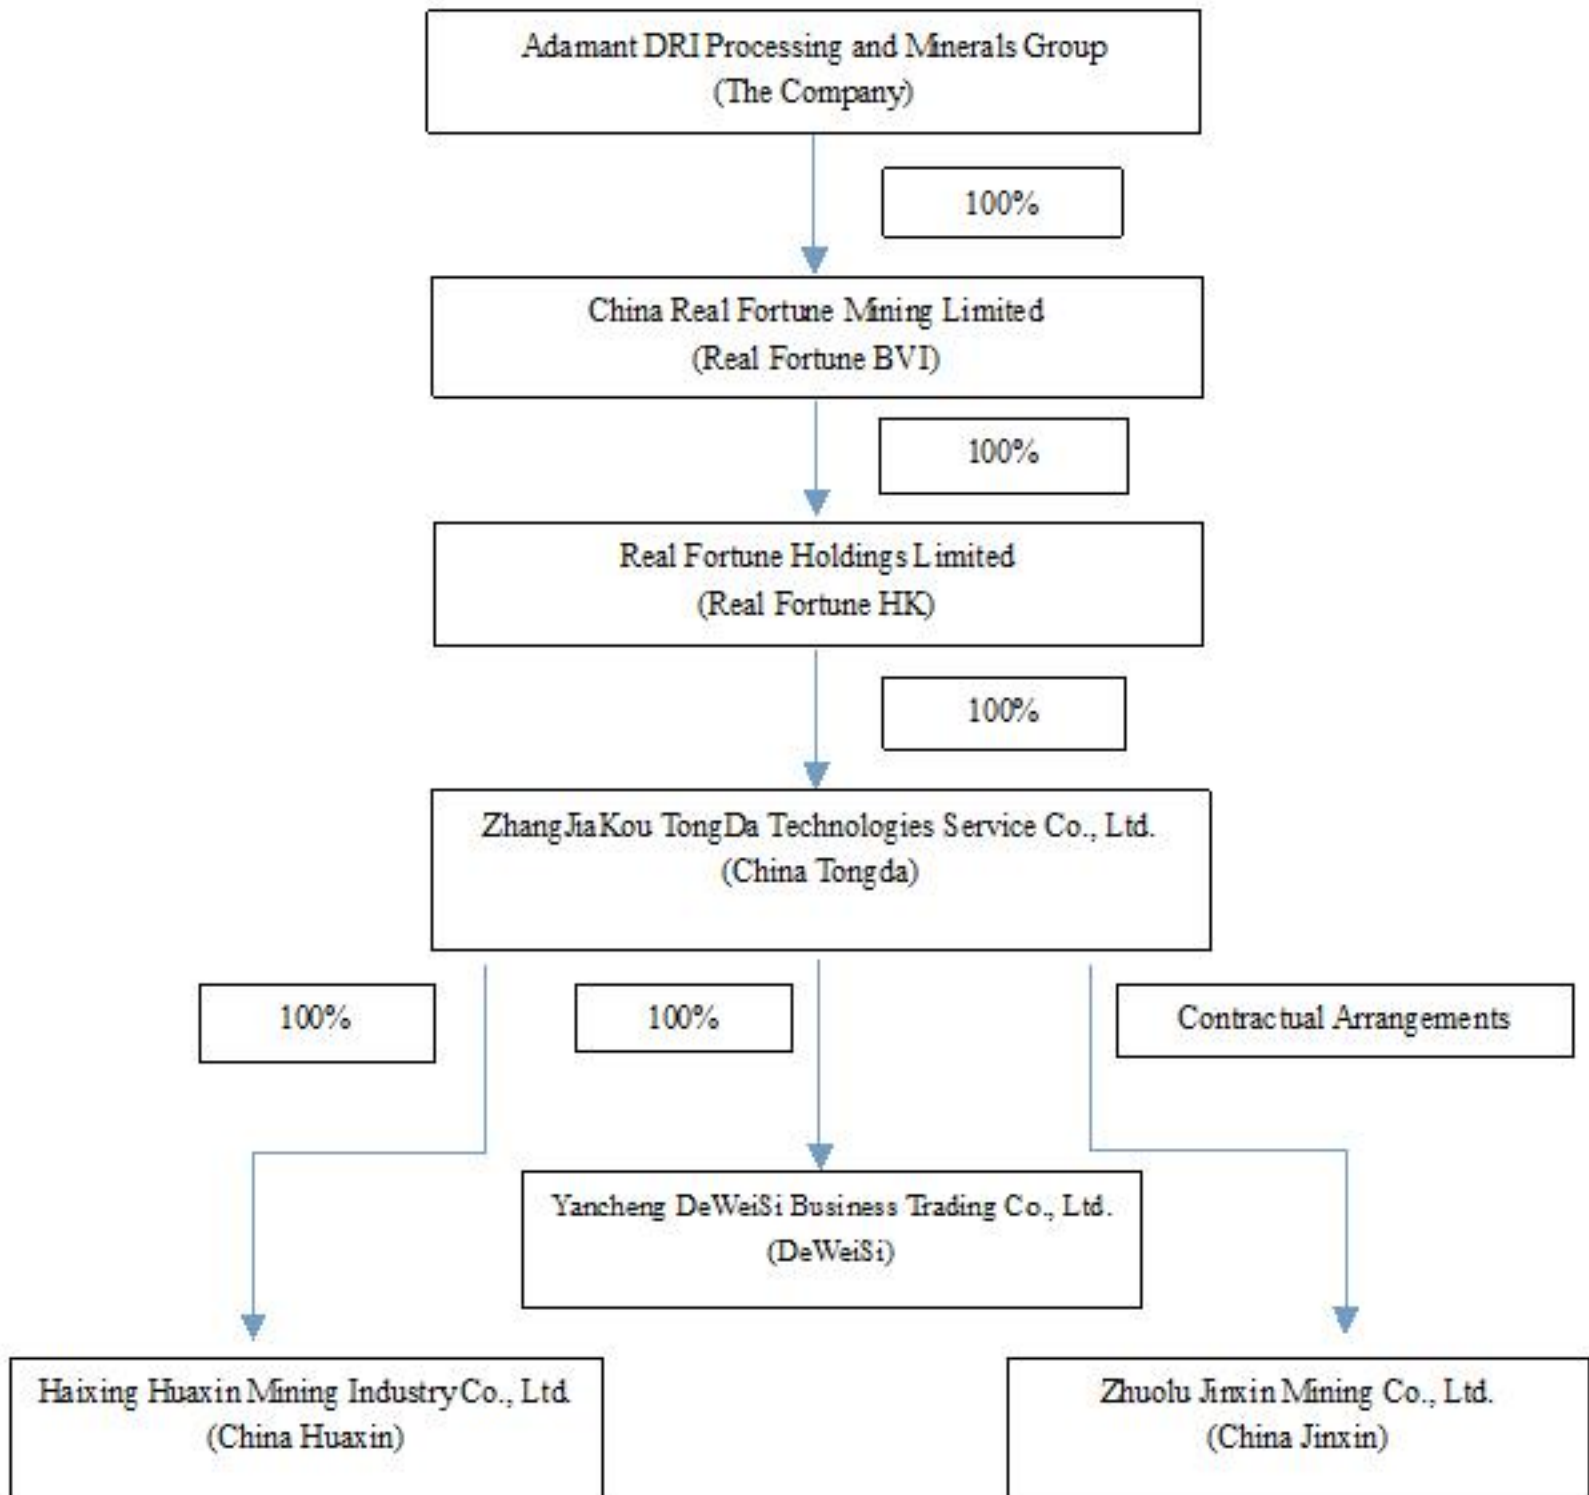 Adamant DRI Processing and Minerals Group
(The Company)
100%
China Real Fortune Mining Limited
(Real Fortune BVI)
100%
Real Fortune Holdings Limited
(Real Fortune HK)
100%
ZhangJiaKou TongDa Technologies Service Co., Ltd.
(China Tongda)
100%
100%
Contractual Arrangements
Yancheng DeWeiSi Business Trading Co., Ltd.
(DeWeiSi)
Haixing Huaxin Mining Industry Co., Ltd
(China Huaxin)
Zhuolu Jinxin Mining Co., Ltd.
(China Jinxin)